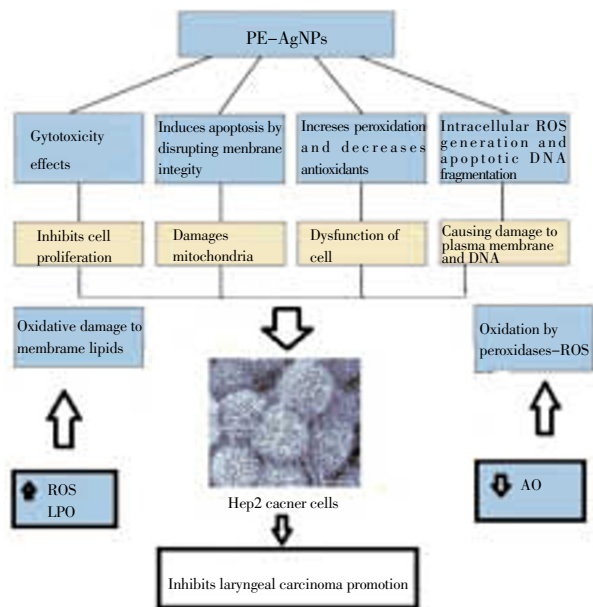 PE-AgNPs
Gytotoxicity
effects
Induces apoptosis by
disrupting membrane
integity
Increses peroxidation
and decreases
antioxidants
Intracellular ROS
generation and
apoptotic DNA
fragmentation
Inhibits cell
proliferation
Damages
mitochondria
Dysfunction of
cell
Causing damage to
plasma membrane
and DNA
Oxidative damage to
membrame lipids
Oxidation by
peroxidases-ROS
ROS
LPO
AO
Hep2 cacner cells
Inhibits laryngeal carcinoma promotion